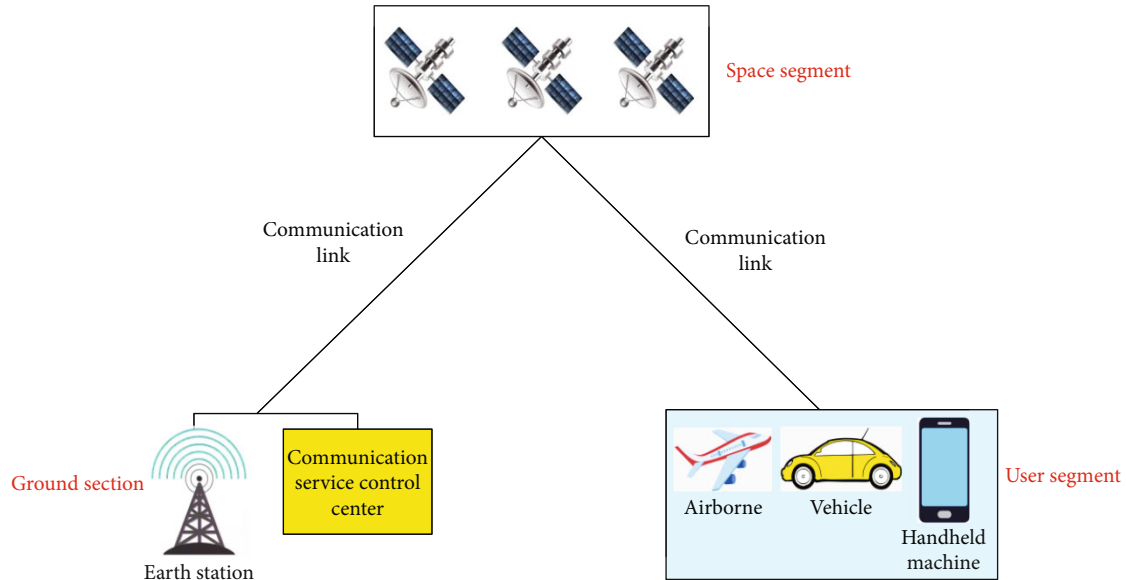 Space segment
Communication
link
Communication
link
Ground section
Earth station
Communication
service control
center
Airborne
Vehicle
Handheld
machine
User segment